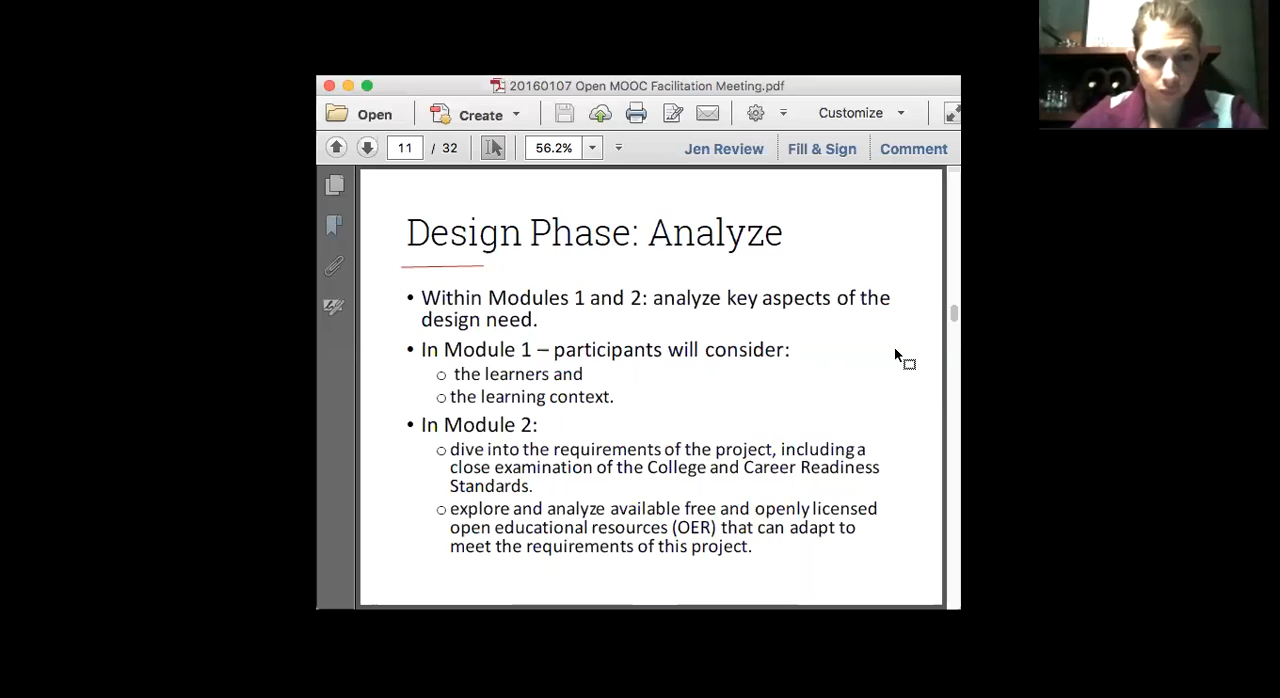 20160107 Open MOOC Facilitation Meeting.pdf
Open Create Customize
11 / 32 56.2% Jen Review Fill & Sign Comment
Design Phase: Analyze
• Within Modules 1 and 2: analyze key aspects of the
design need.
• In Module 1 – participants will consider:
○ the learners and
○ the learning context.
• In Module 2:
○ dive into the requirements of the project, including a
close examination of the College and Career Readiness
Standards.
○ explore and analyze available free and openly licensed
open educational resources (OER) that can adapt to
meet the requirements of this project.